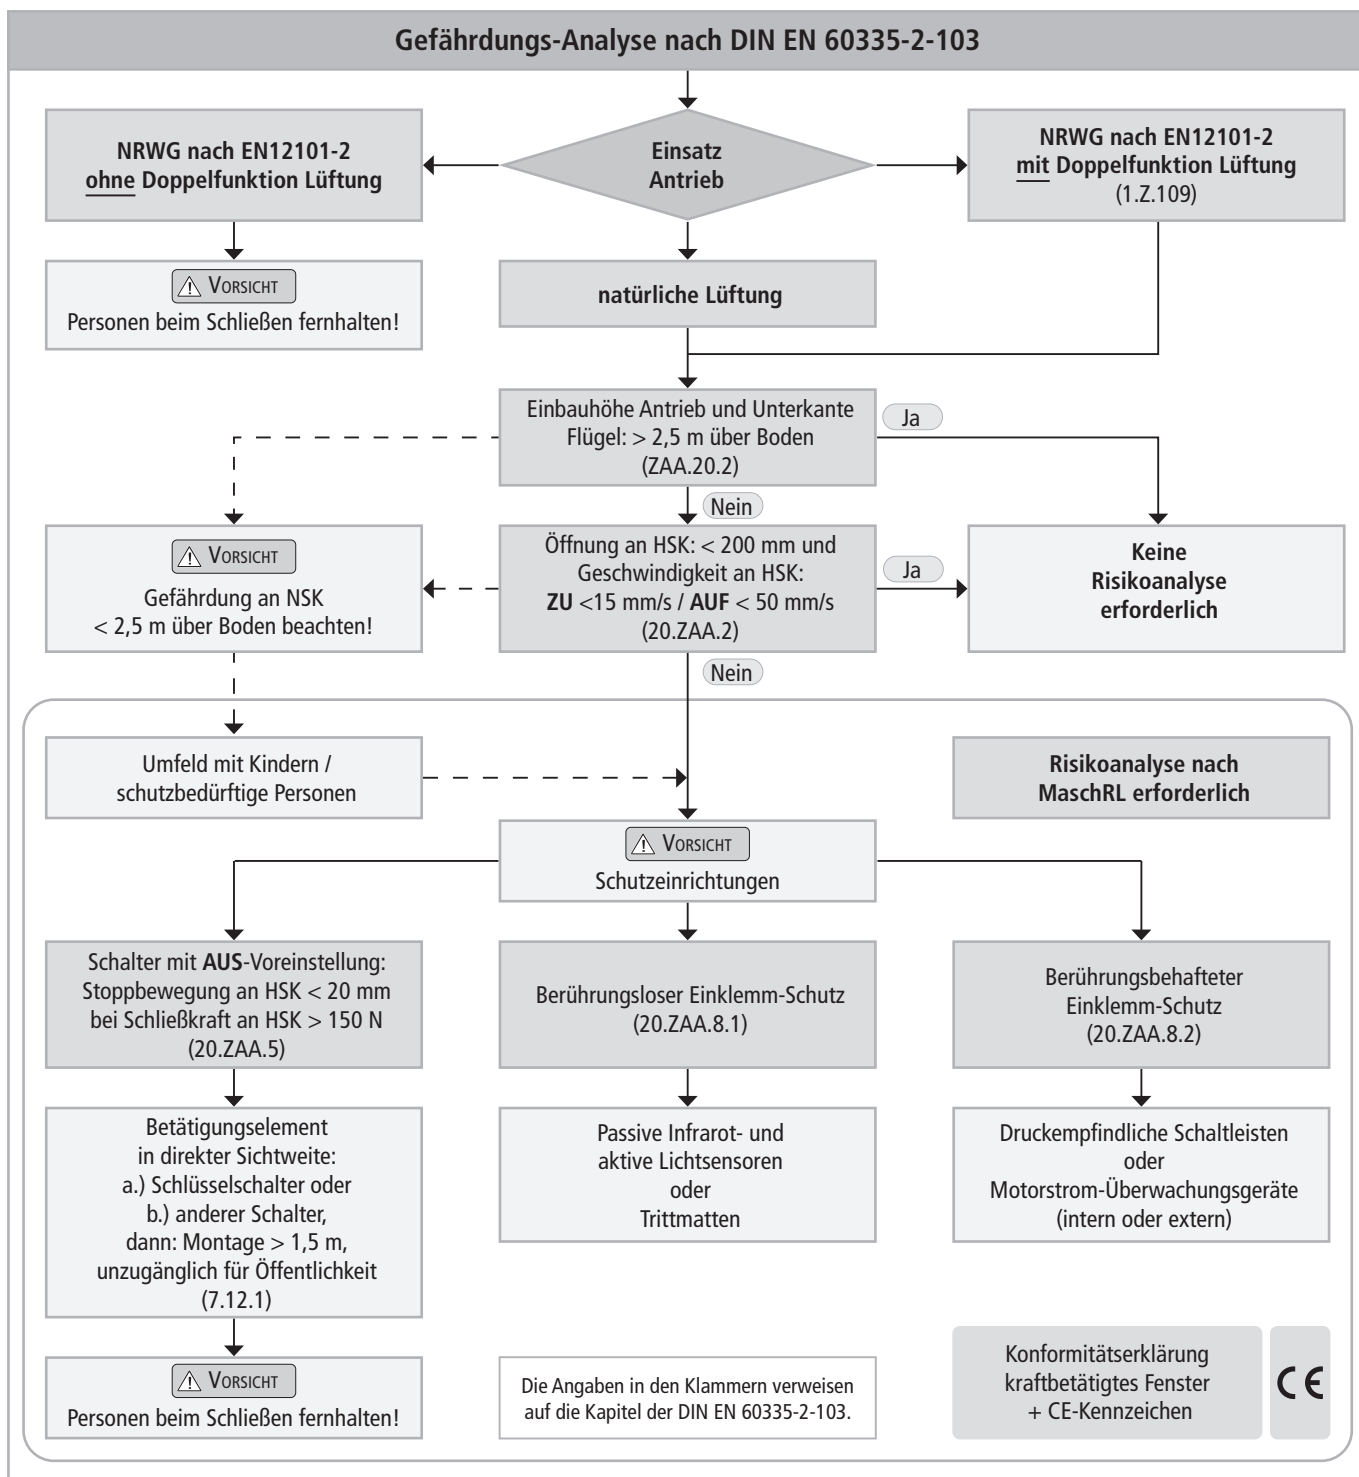 Gefährdungs-Analyse nach DIN EN 60335-2-103
NRWG nach EN12101-2
ohne Doppelfunktion Lüftung
Einsatz
Antrieb
NRWG nach EN12101-2
mit Doppelfunktion Lüftung
(1.Z.109)
VORSICHT
Personen beim Schließen fernhalten!
natürliche Lüftung
Einbauhöhe Antrieb und Unterkante
Flügel: > 2,5 m über Boden
(ZAA.20.2)
Ja
Nein
VORSICHT
Gefährdung an NSK
< 2,5 m über Boden beachten!
Öffnung an HSK: < 200 mm und
Geschwindigkeit an HSK:
ZU <15 mm/s / AUF < 50 mm/s
(20.ZAA.2)
Ja
Keine
Risikoanalyse
erforderlich
Nein
Umfeld mit Kindern /
schutzbedürftige Personen
Risikoanalyse nach
MaschRL erforderlich
VORSICHT
Schutzeinrichtungen
Schalter mit AUS-Voreinstellung:
Stoppbewegung an HSK < 20 mm
bei Schließkraft an HSK > 150 N
(20.ZAA.5)
Berührungsloser Einklemm-Schutz
(20.ZAA.8.1)
Berührungsbehafteter
Einklemm-Schutz
(20.ZAA.8.2)
Betätigungselement
in direkter Sichtweite:
a.) Schlüsselschalter oder
b.) anderer Schalter,
dann: Montage > 1,5 m,
unzugänglich für Öffentlichkeit
(7.12.1)
Passive Infrarot- und
aktive Lichtsensoren
oder
Trittmatten
Druckempfindliche Schaltleisten
oder
Motorstrom-Überwachungsgeräte
(intern oder extern)
VORSICHT
Personen beim Schließen fernhalten!
Die Angaben in den Klammern verweisen
auf die Kapitel der DIN EN 60335-2-103.
Konformitätserklärung
kraftbetätigtes Fenster
+ CE-Kennzeichen
CE